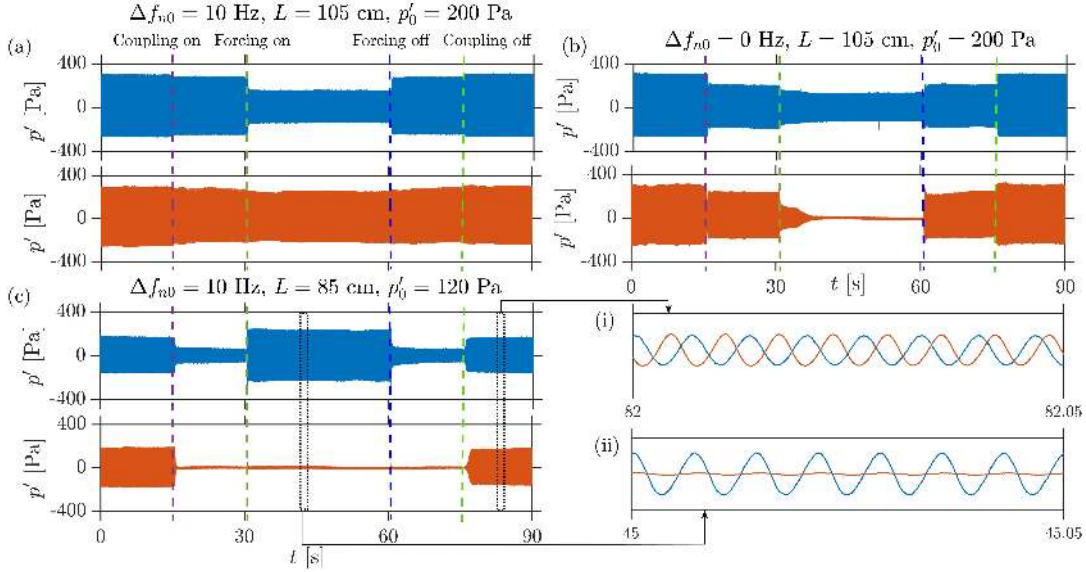 Δf_{n0} = 10 Hz, L = 105 cm, p′_0 = 200 Pa
(a) Coupling on Forcing on Forcing off Coupling off
400
0
-400
p′ [Pa]
400
0
-400
p′ [Pa]
(b) Δf_{n0} = 0 Hz, L = 105 cm, p′_0 = 200 Pa
400
0
-400
p′ [Pa]
400
0
-400
p′ [Pa]
0 30 60 90
t [s]
(c) Δf_{n0} = 10 Hz, L = 85 cm, p′_0 = 120 Pa
400
0
-400
p′ [Pa]
400
0
-400
p′ [Pa]
0 30 60 90
t [s]
(i)
82 82.05
(ii)
45 45.05